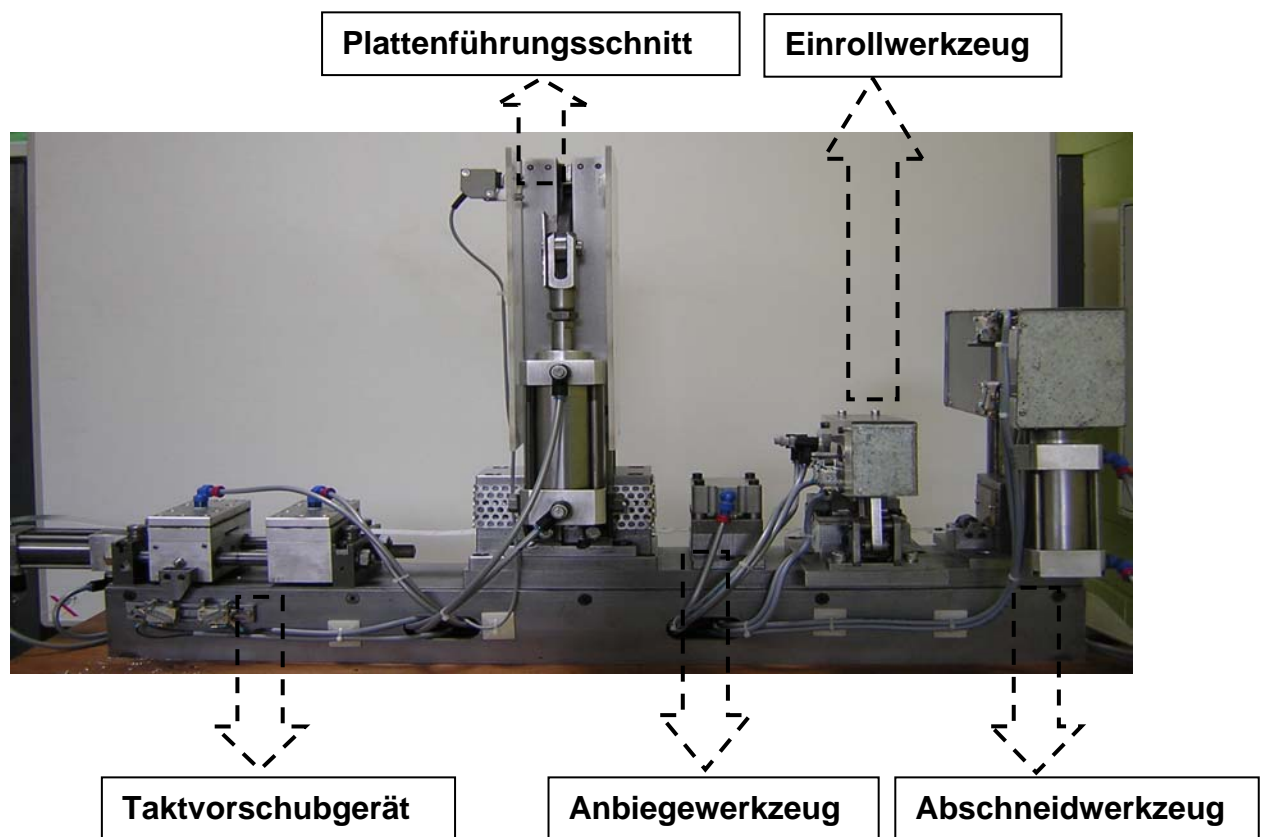 Plattenführungsschnitt
Einrollwerkzeug
Taktvorschubgerät
Anbiegewerkzeug
Abschneidwerkzeug